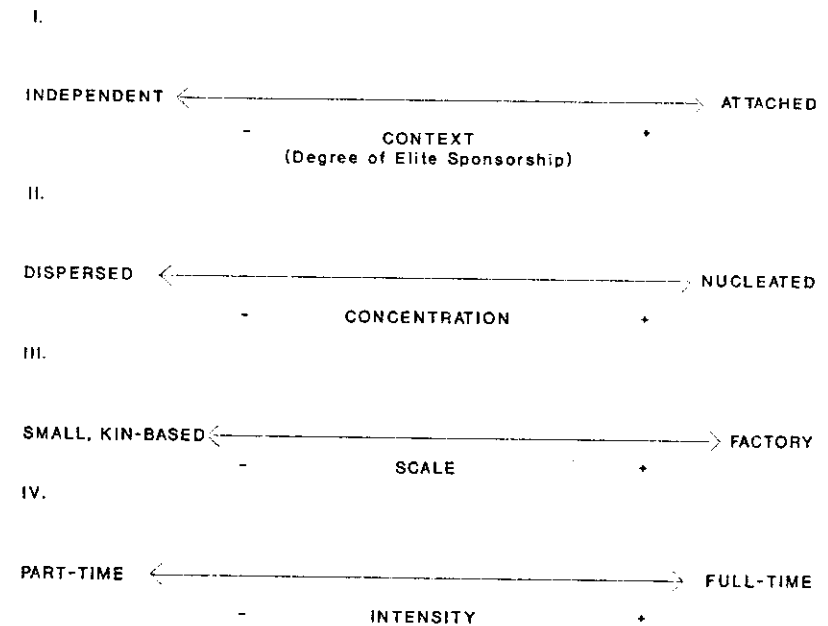 I.
INDEPENDENT ATTACHED
- CONTEXT +
(Degree of Elite Sponsorship)
II.
DISPERSED NUCLEATED
- CONCENTRATION +
III.
SMALL, KIN-BASED FACTORY
- SCALE +
IV.
PART-TIME FULL-TIME
- INTENSITY +